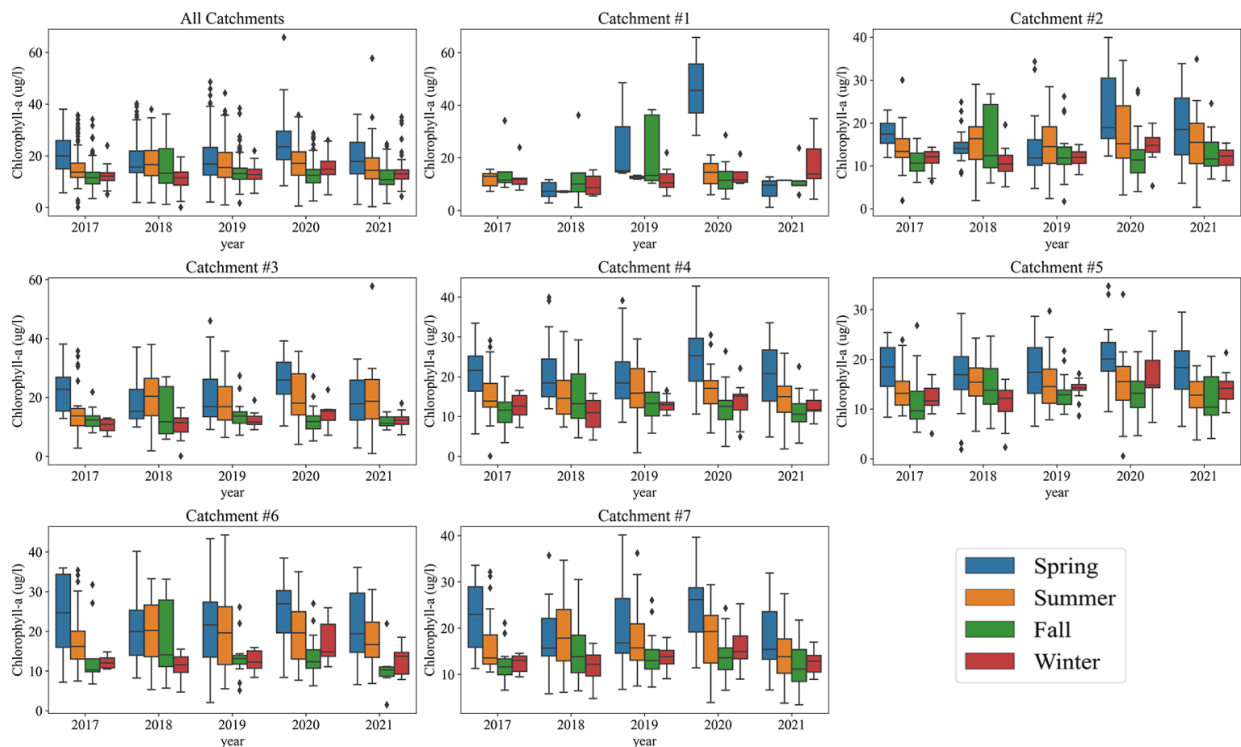 All Catchments
Chlorophyll-a (ug/l)
60
40
20
0
2017 2018 2019 2020 2021
year
Catchment #1
Chlorophyll-a (ug/l)
60
40
20
0
2017 2018 2019 2020 2021
year
Catchment #2
Chlorophyll-a (ug/l)
40
30
20
10
0
2017 2018 2019 2020 2021
year
Catchment #3
Chlorophyll-a (ug/l)
60
40
20
0
2017 2018 2019 2020 2021
year
Catchment #4
Chlorophyll-a (ug/l)
40
30
20
10
0
2017 2018 2019 2020 2021
year
Catchment #5
Chlorophyll-a (ug/l)
30
20
10
0
2017 2018 2019 2020 2021
year
Catchment #6
Chlorophyll-a (ug/l)
40
30
20
10
0
2017 2018 2019 2020 2021
year
Catchment #7
Chlorophyll-a (ug/l)
40
30
20
10
2017 2018 2019 2020 2021
year
Spring
Summer
Fall
Winter